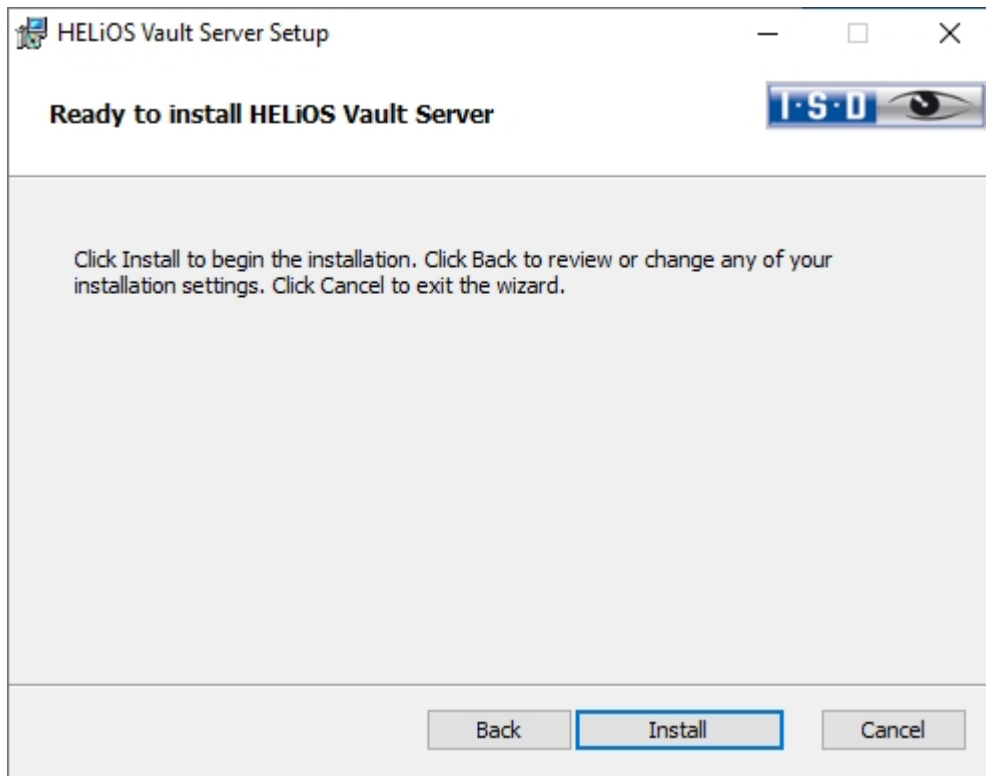 HELiOS Vault Server Setup
Ready to install HELiOS Vault Server
I·S·D
Click Install to begin the installation. Click Back to review or change any of your
installation settings. Click Cancel to exit the wizard.
Back
Install
Cancel